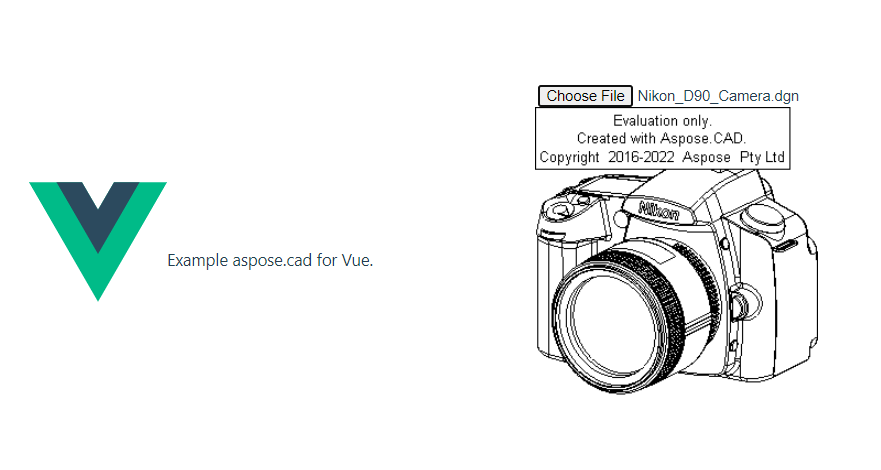 Choose File Nikon_D90_Camera.dgn
Evaluation only.
Created with Aspose.CAD.
Copyright 2016-2022 Aspose Pty Ltd
Nikon
Example aspose.cad for Vue.